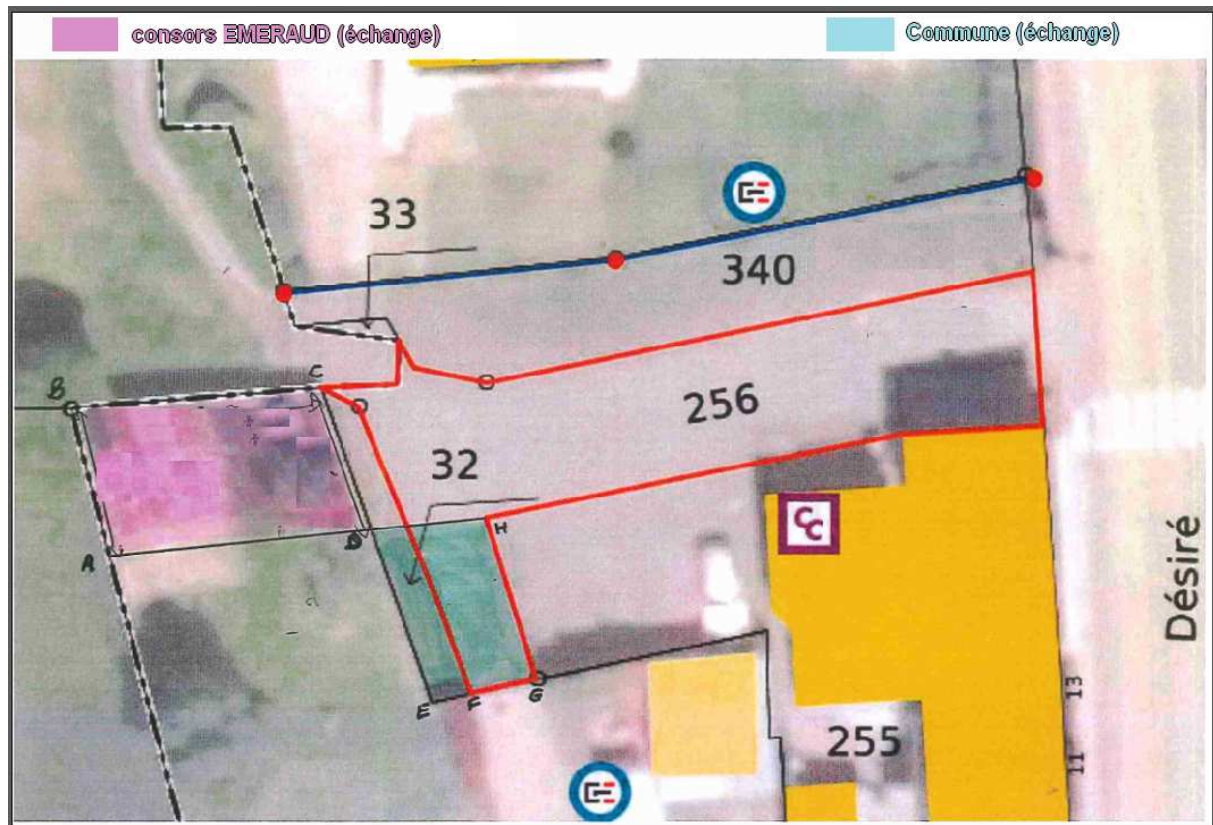 consors EMERAUD (échange)
Commune (échange)
33
340
B
C
256
32
A
D
H
CC
Désiré
E
F
G
13
255
11